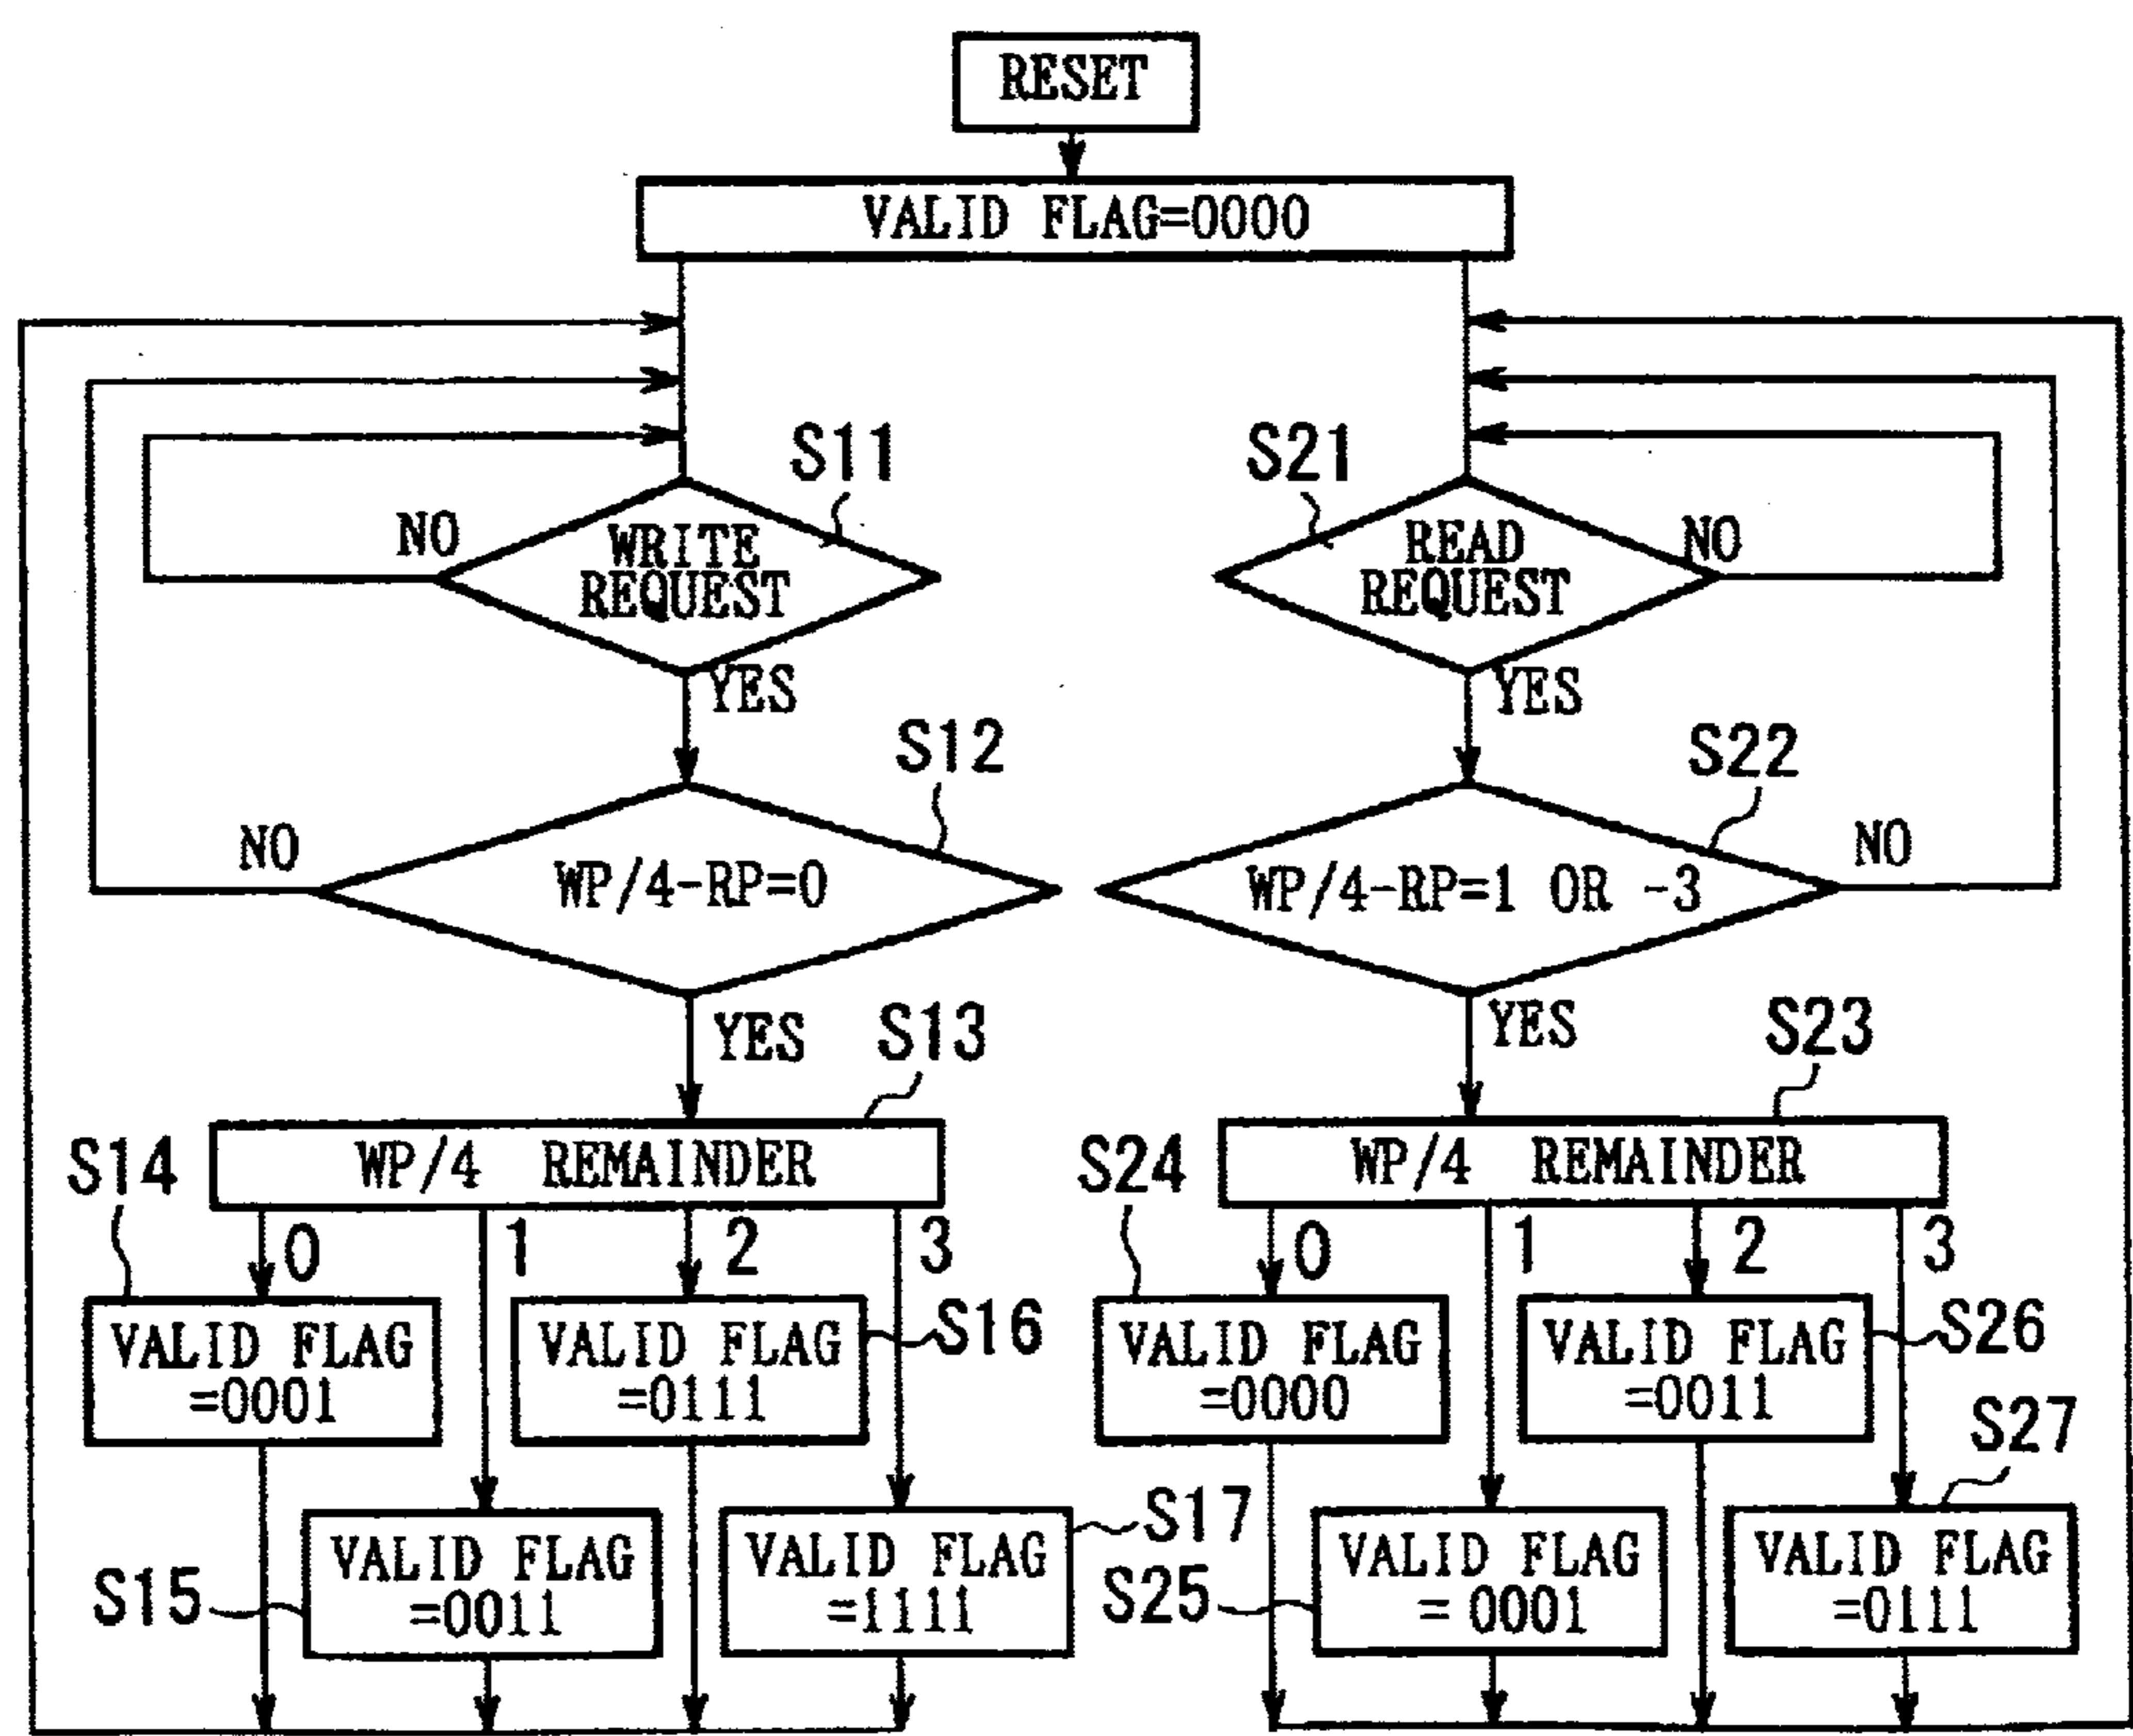 RESET
VALID FLAG=0000
S11
S21
NO
WRITE
REQUEST
READ
REQUEST
NO
YES
YES
S12
S22
NO
WP/4-RP=0
WP/4-RP=1 OR -3
NO
YES
S13
YES
S23
S14
WP/4 REMAINDER
S24
WP/4 REMAINDER
0
1
2
3
0
1
2
3
VALID FLAG
=0001
VALID FLAG
=0111
S16
VALID FLAG
=0000
VALID FLAG
=0011
S26
S27
S15
VALID FLAG
=0011
VALID FLAG
=1111
S17
S25
VALID FLAG
= 0001
VALID FLAG
=0111